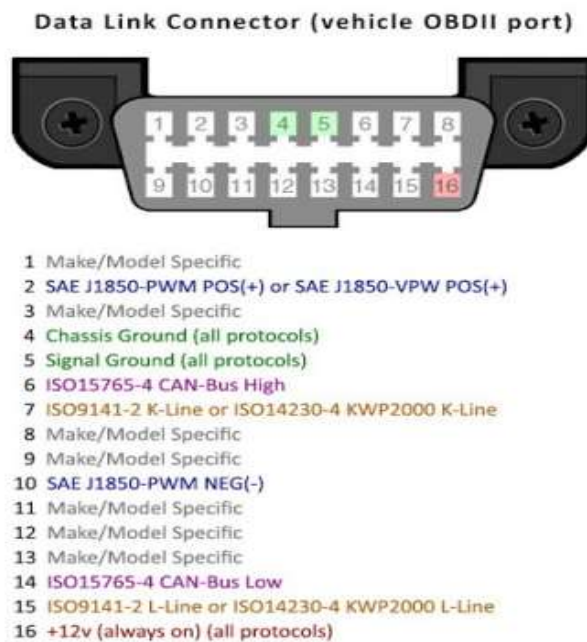 Data Link Connector (vehicle OBDII port)
1 2 3 4 5 6 7 8
9 10 11 12 13 14 15 16
1 Make/Model Specific
2 SAE J1850-PWM POS(+) or SAE J1850-VPW POS(+)
3 Make/Model Specific
4 Chassis Ground (all protocols)
5 Signal Ground (all protocols)
6 ISO15765-4 CAN-Bus High
7 ISO9141-2 K-Line or ISO14230-4 KWP2000 K-Line
8 Make/Model Specific
9 Make/Model Specific
10 SAE J1850-PWM NEG(-)
11 Make/Model Specific
12 Make/Model Specific
13 Make/Model Specific
14 ISO15765-4 CAN-Bus Low
15 ISO9141-2 L-Line or ISO14230-4 KWP2000 L-Line
16 +12v (always on) (all protocols)